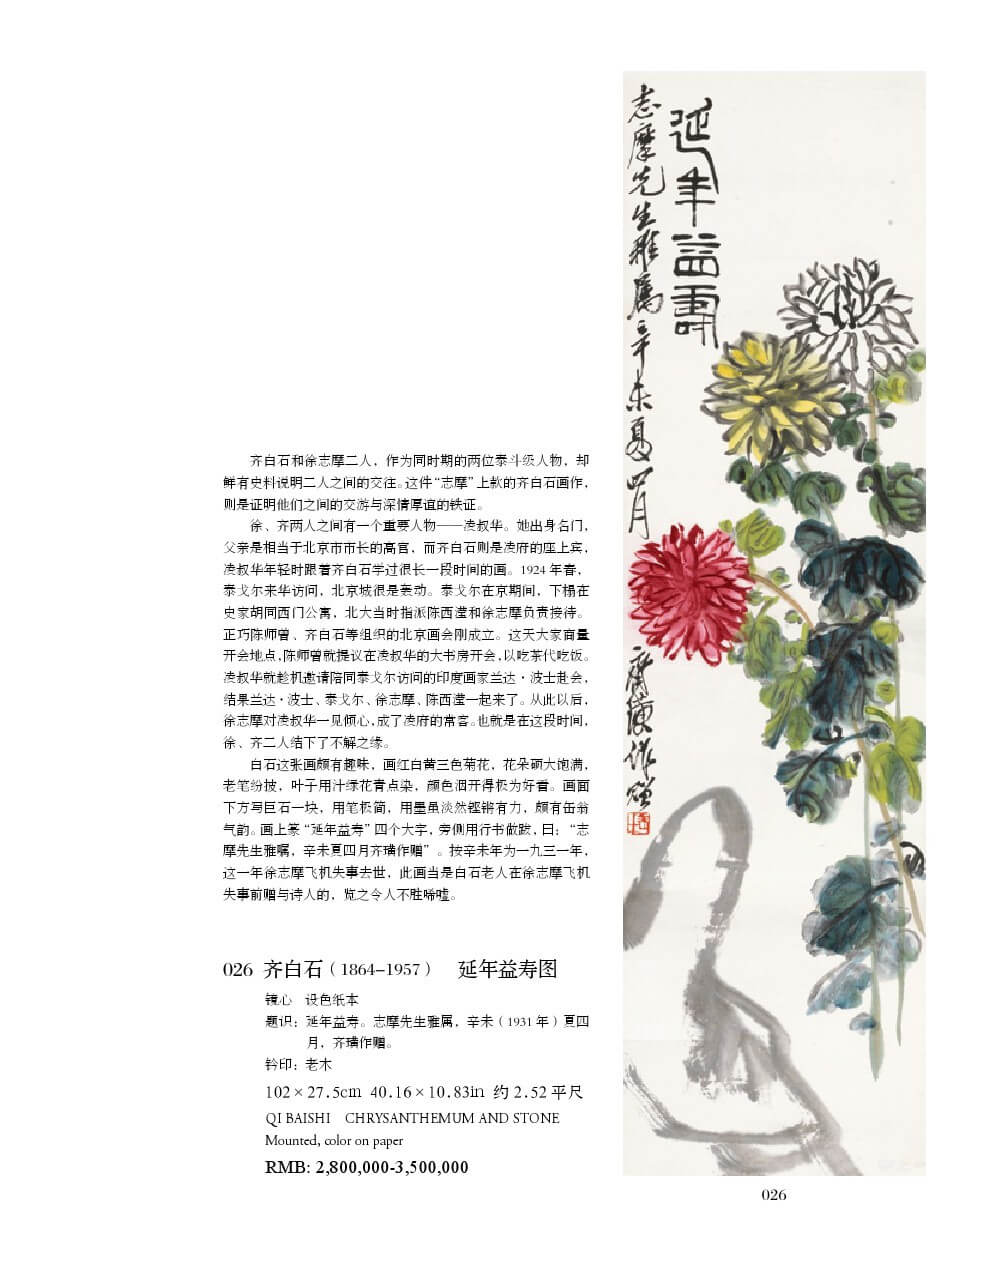 齐白石和徐志摩二人，作为同时期的两位泰斗级人物，却
鲜有史料说明二人之间的交往。这件“志摩”上款的齐白石画作，
则是证明他们之间的交游与深情厚谊的铁证。
徐、齐两人之间有一个重要人物——凌叔华。她出身名门，
父亲是相当于北京市市长的高官，而齐白石则是凌府的座上宾，
凌叔华年轻时跟着齐白石学过很长一段时间的画。1924 年春，
泰戈尔来华访问，北京城很是轰动。泰戈尔在京期间，下榻在
史家胡同西门公寓，北大当时指派陈西滢和徐志摩负责接待。
正巧陈师曾、齐白石等组织的北京画会刚成立。这天大家商量
开会地点，陈师曾就提议在凌叔华的大书房开会，以吃茶代吃饭。
凌叔华就趁机邀请陪同泰戈尔访问的印度画家兰达·波士赴会，
结果兰达·波士、泰戈尔、徐志摩、陈西滢一起来了。从此以后，
徐志摩对凌叔华一见倾心，成了凌府的常客。也就是在这段时间，
徐、齐二人结下了不解之缘。
白石这张画颇有趣味，画红白黄三色菊花，花朵硕大饱满，
老笔纷披，叶子用汁绿花青点染，颜色洇开得极为好看。画面
下方写巨石一块，用笔极简，用墨虽淡然铿锵有力，颇有缶翁
气韵。画上篆“延年益寿”四个大字，旁侧用行书做跋，曰：“志
摩先生雅嘱，辛未夏四月齐璜作赠”。按辛未年为一九三一年，
这一年徐志摩飞机失事去世，此画当是白石老人在徐志摩飞机
失事前赠与诗人的，览之令人不胜唏嘘。
026 齐白石（1864–1957） 延年益寿图
镜心 设色纸本
题识：延年益寿。志摩先生雅属，辛未（1931 年）夏四
月，齐璜作赠。
钤印：老木
102×27.5cm 40.16×10.83in 约 2.52 平尺
QI BAISHI CHRYSANTHEMUM AND STONE
Mounted, color on paper
RMB: 2,800,000-3,500,000
延年益壽
志摩先生雅屬辛未夏四月
齊璜作贈
026